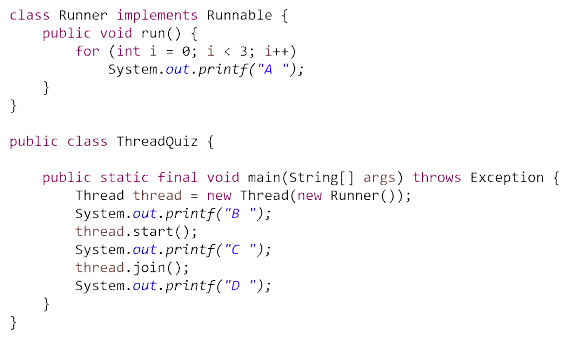 class Runner implements Runnable {
    public void run() {
        for (int i = 0; i < 3; i++)
            System.out.printf("A ");
    }
}

public class ThreadQuiz {

    public static final void main(String[] args) throws Exception {
        Thread thread = new Thread(new Runner());
        System.out.printf("B ");
        thread.start();
        System.out.printf("C ");
        thread.join();
        System.out.printf("D ");
    }
}